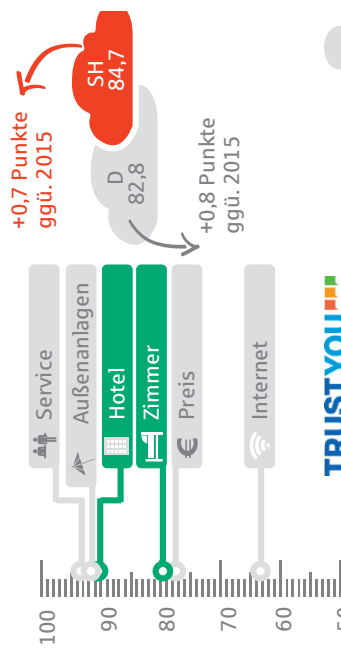 +0,7 Punkte
ggü. 2015
SH
84,7
D
82,8
+0,8 Punkte
ggü. 2015
Service
Außenanlagen
Hotel
Zimmer
€ Preis
Internet
100
90
80
70
60
50
TRUSTYOU